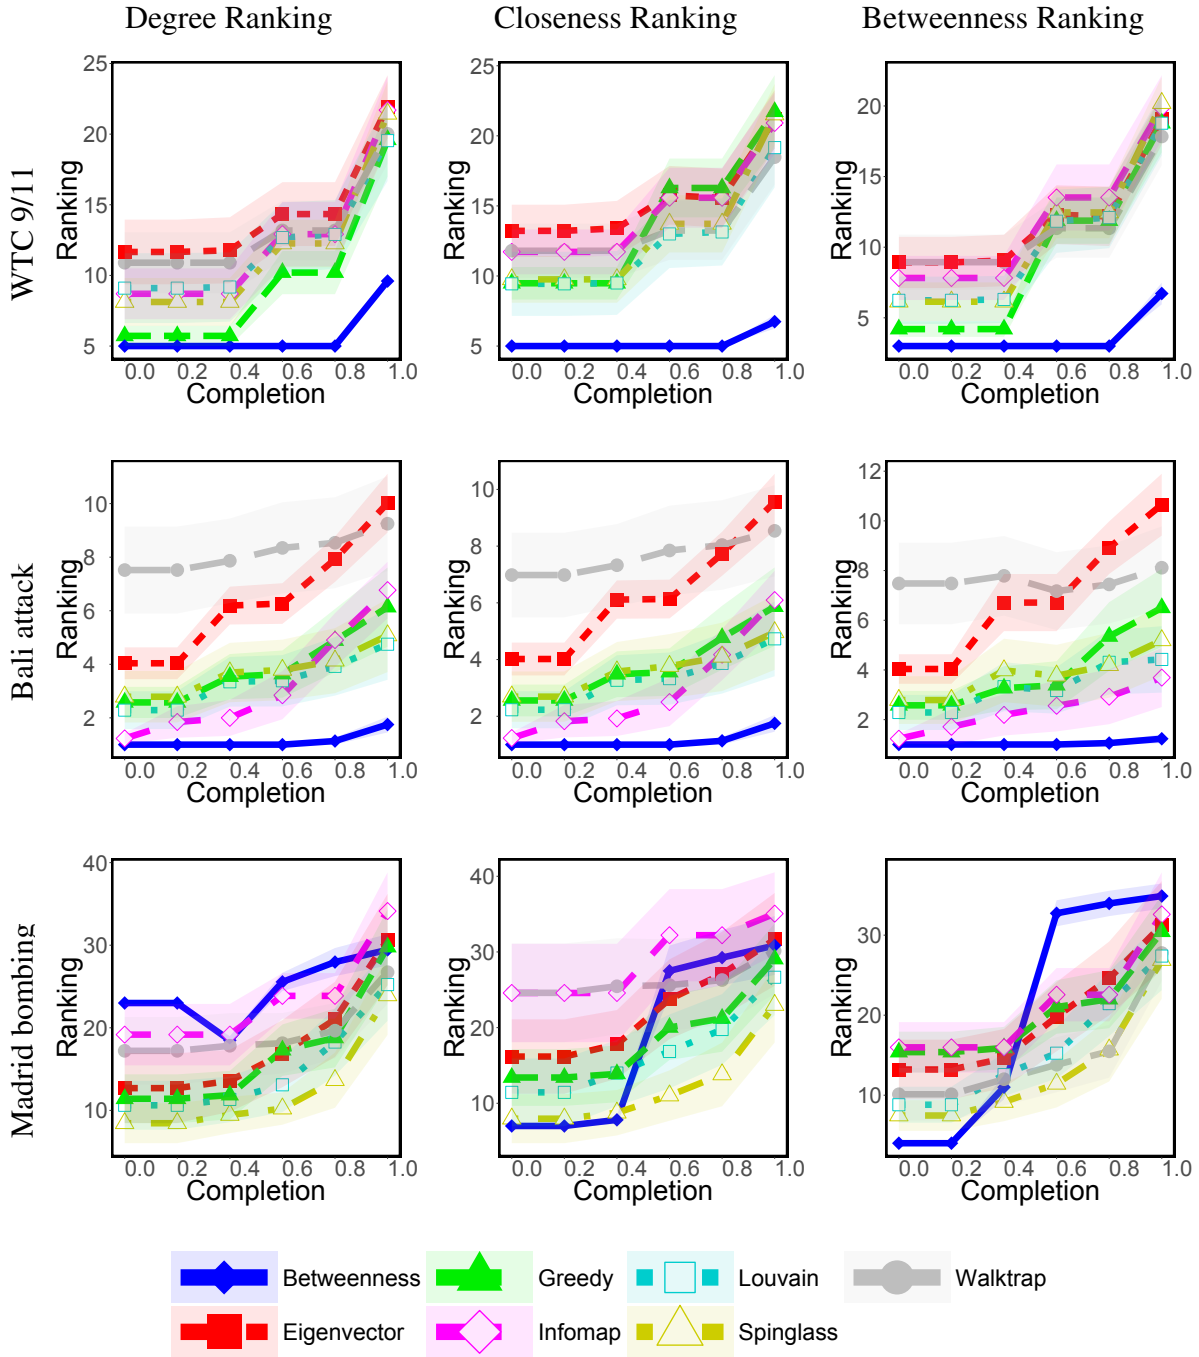 Degree Ranking Closeness Ranking Betweenness Ranking
WTC 9/11
Ranking
25
20
15
10
5
0.0 0.2 0.4 0.6 0.8 1.0
Completion
Ranking
25
20
15
10
5
0.0 0.2 0.4 0.6 0.8 1.0
Completion
Ranking
20
15
10
5
0.0 0.2 0.4 0.6 0.8 1.0
Completion
Bali attack
Ranking
10
8
6
4
2
0.0 0.2 0.4 0.6 0.8 1.0
Completion
Ranking
10
8
6
4
2
0.0 0.2 0.4 0.6 0.8 1.0
Completion
Ranking
12
10
8
6
4
2
0.0 0.2 0.4 0.6 0.8 1.0
Completion
Madrid bombing
Ranking
40
30
20
10
0.0 0.2 0.4 0.6 0.8 1.0
Completion
Ranking
40
30
20
10
0.0 0.2 0.4 0.6 0.8 1.0
Completion
Ranking
30
20
10
0.0 0.2 0.4 0.6 0.8 1.0
Completion
Betweenness Greedy Louvain Walktrap
Eigenvector Infomap Spinglass